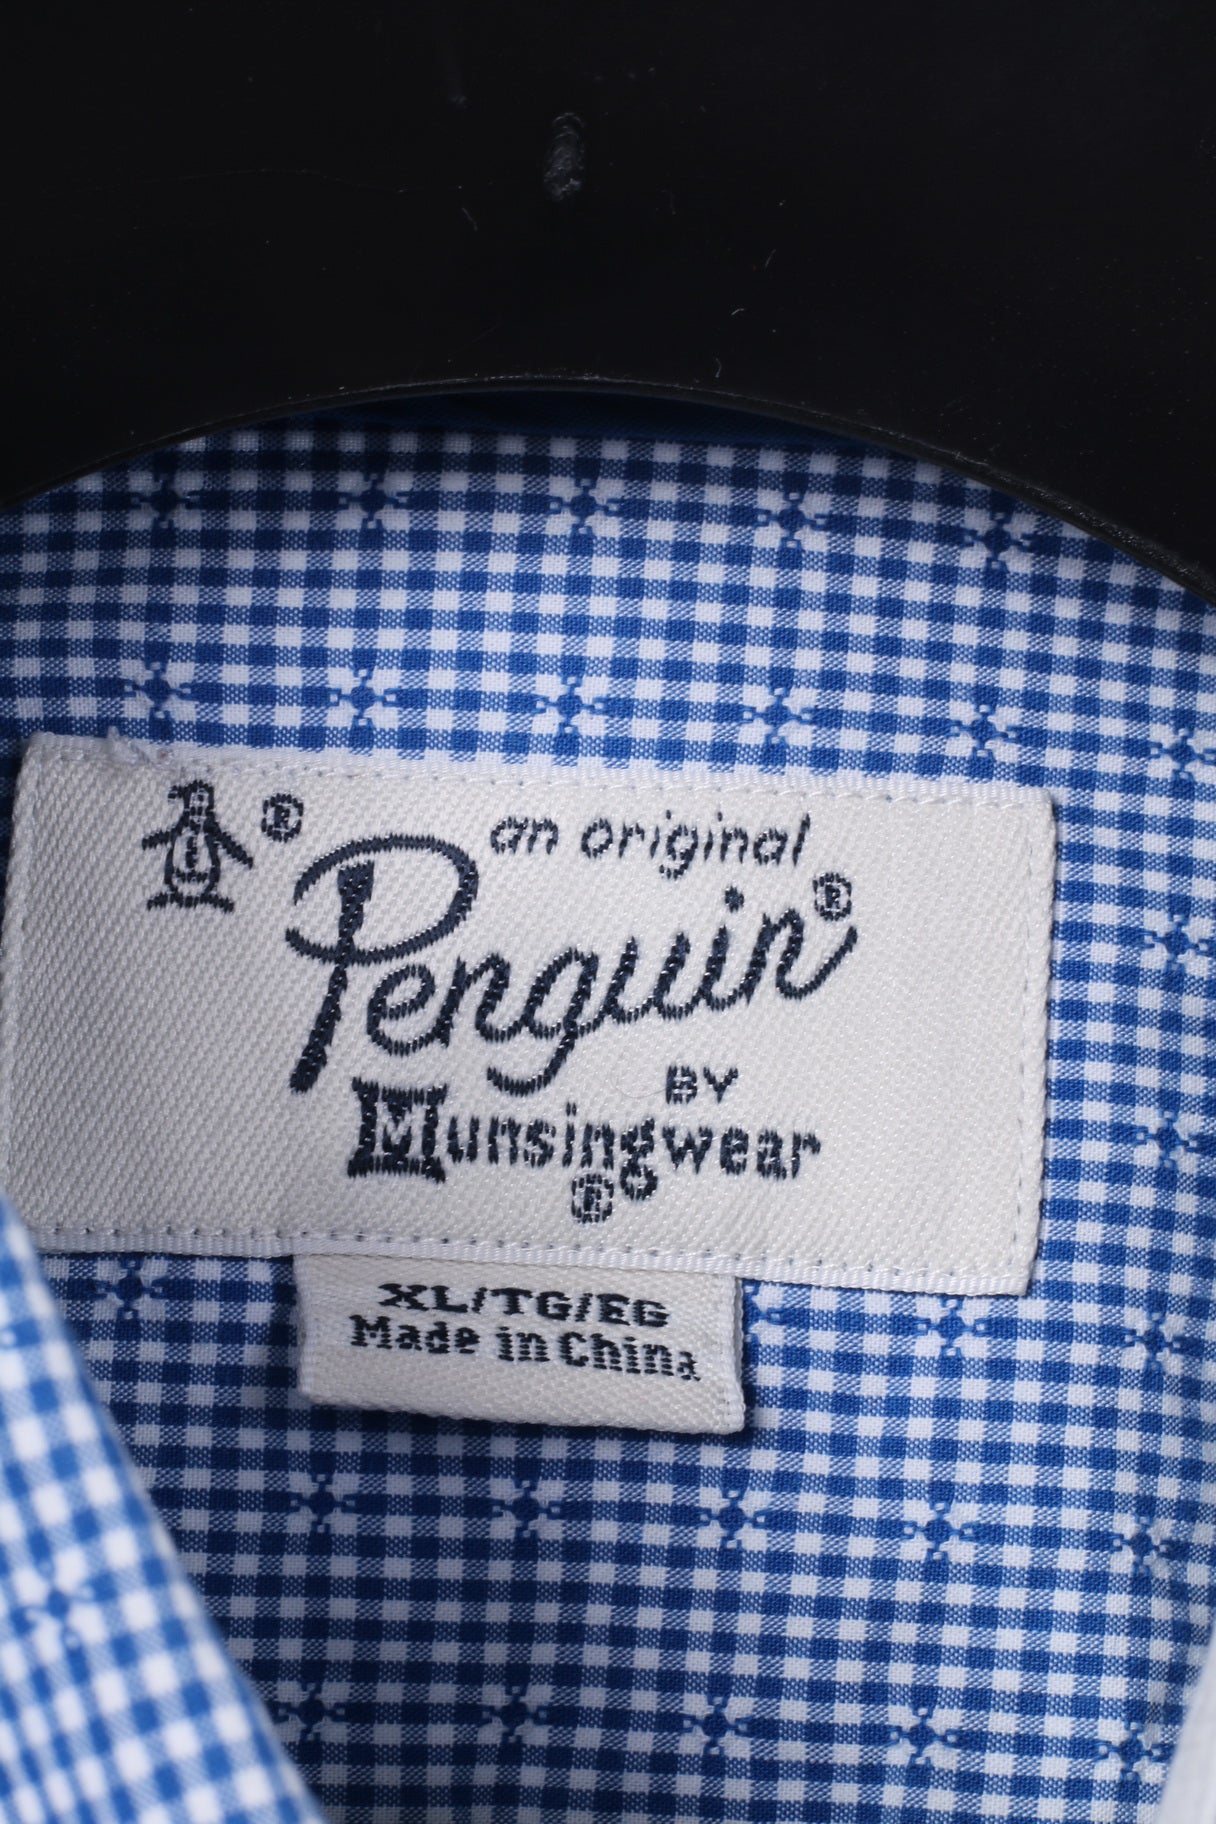 ®
an original
Penguin®
BY
Munsingwear
®
XL/TG/EG
Made in China